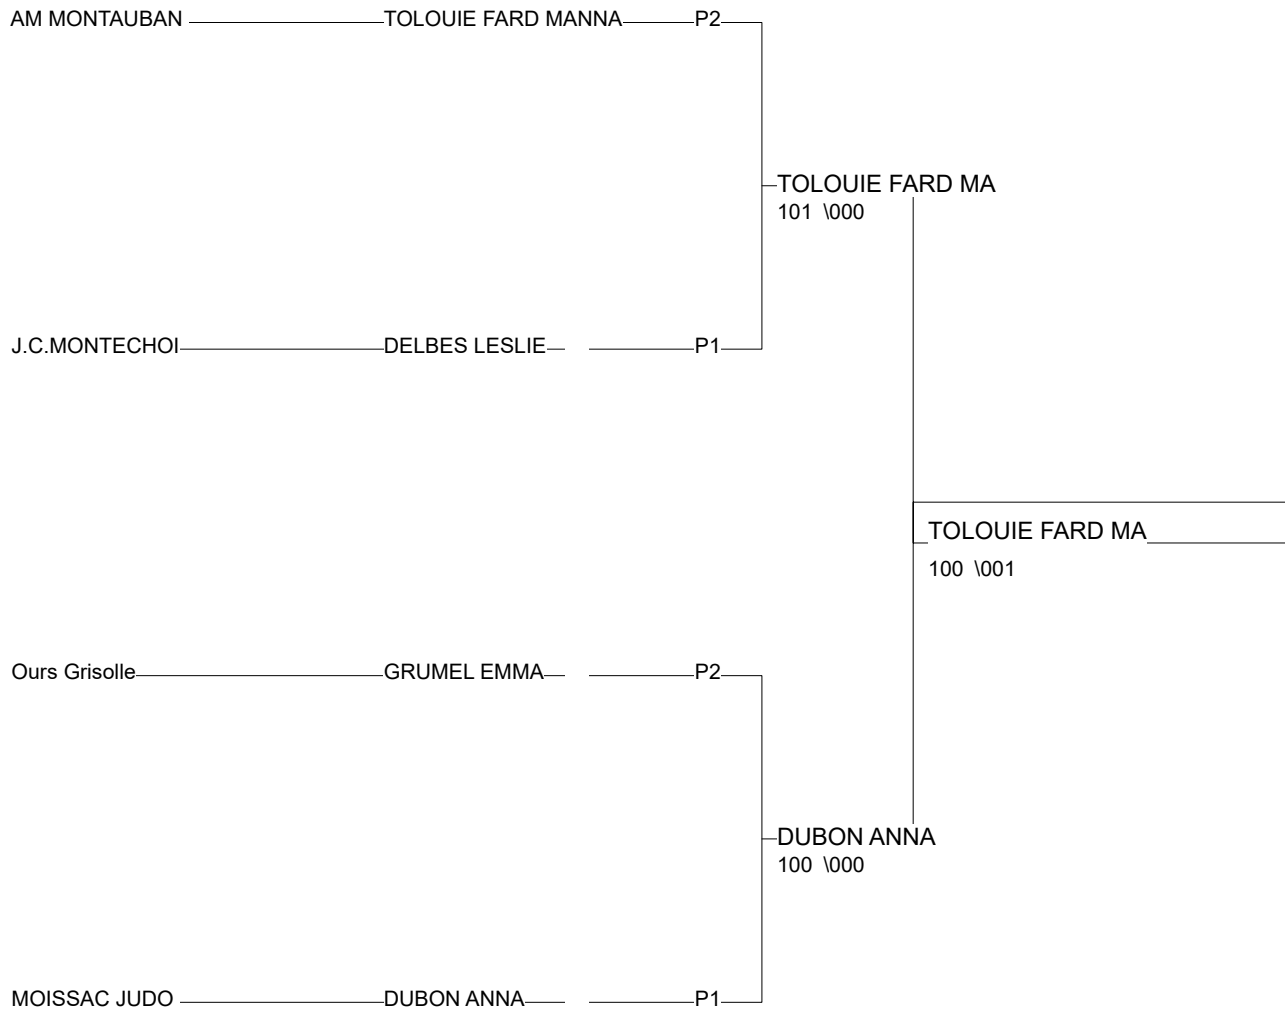 AM MONTAUBAN TOLOUIE FARD MANNA P2
TOLOUIE FARD MA
101 \000
J.C.MONTECHOI DELBES LESLIE P1
TOLOUIE FARD MA
100 \001
Ours Grisolle GRUMEL EMMA P2
DUBON ANNA
100 \000
MOISSAC JUDO DUBON ANNA P1